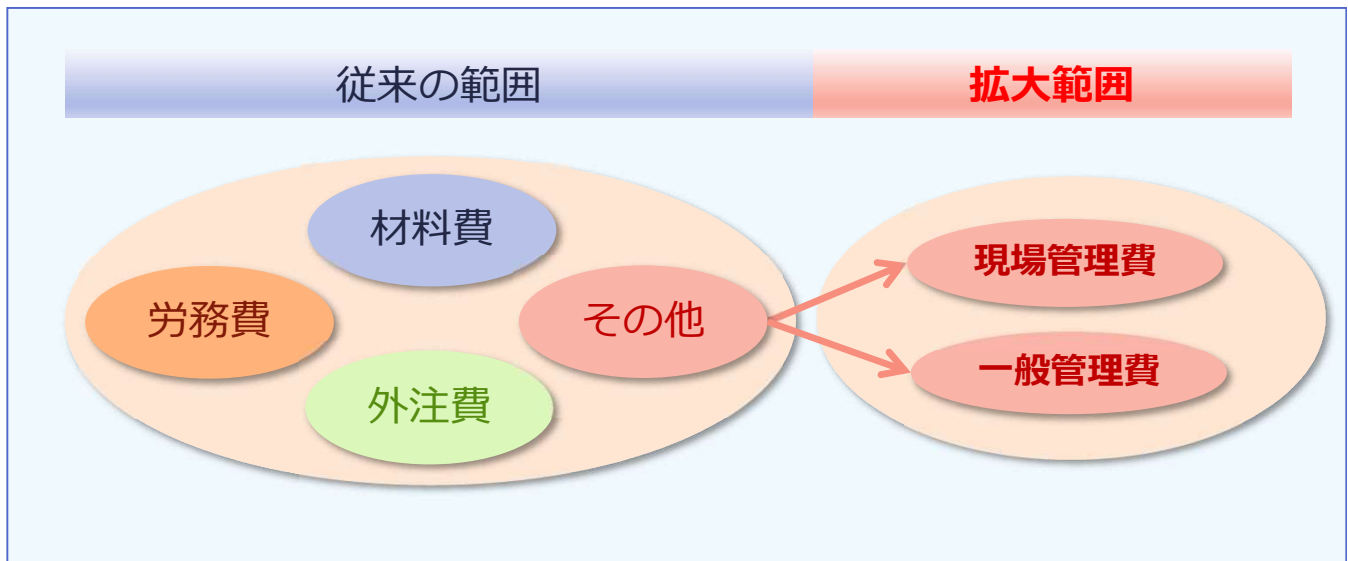 従来の範囲
拡大範囲
材料費
労務費
その他
外注費
現場管理費
一般管理費